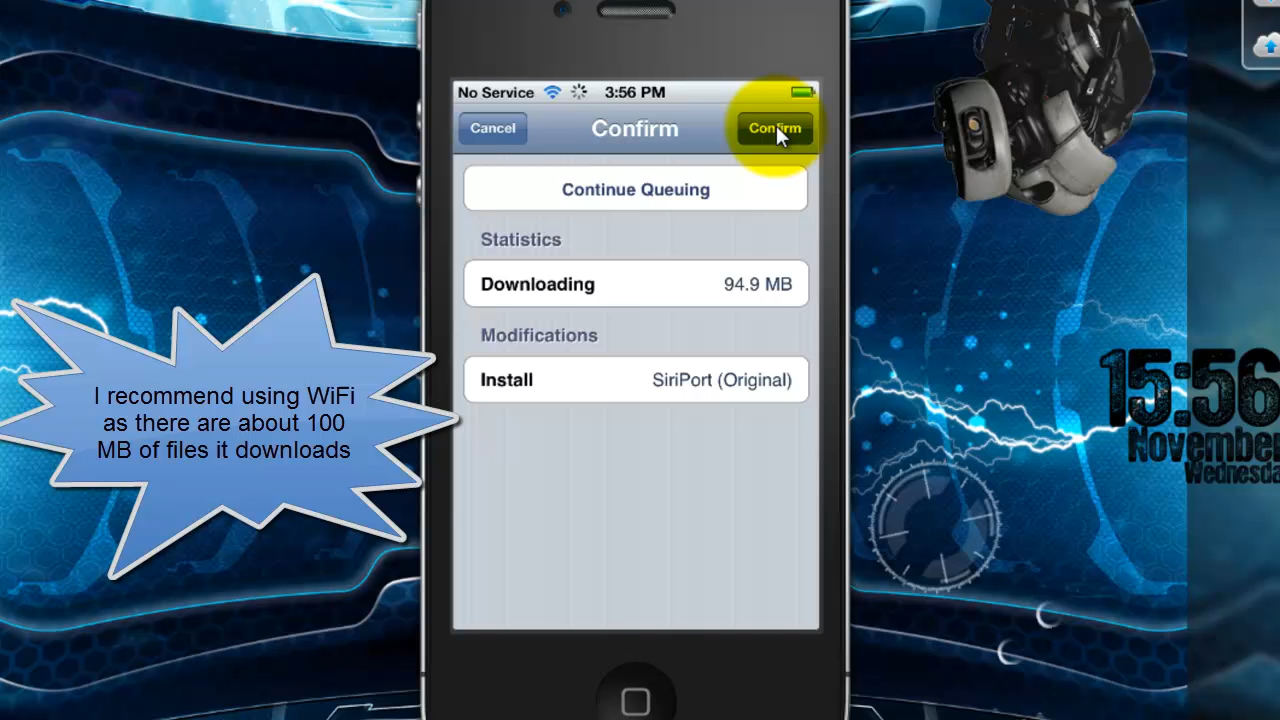 No Service 3:56 PM
Cancel Confirm Confirm
Continue Queuing
Statistics
Downloading 94.9 MB
Modifications
Install SiriPort (Original)
I recommend using WiFi
as there are about 100
MB of files it downloads
15:56
November
Wednesda